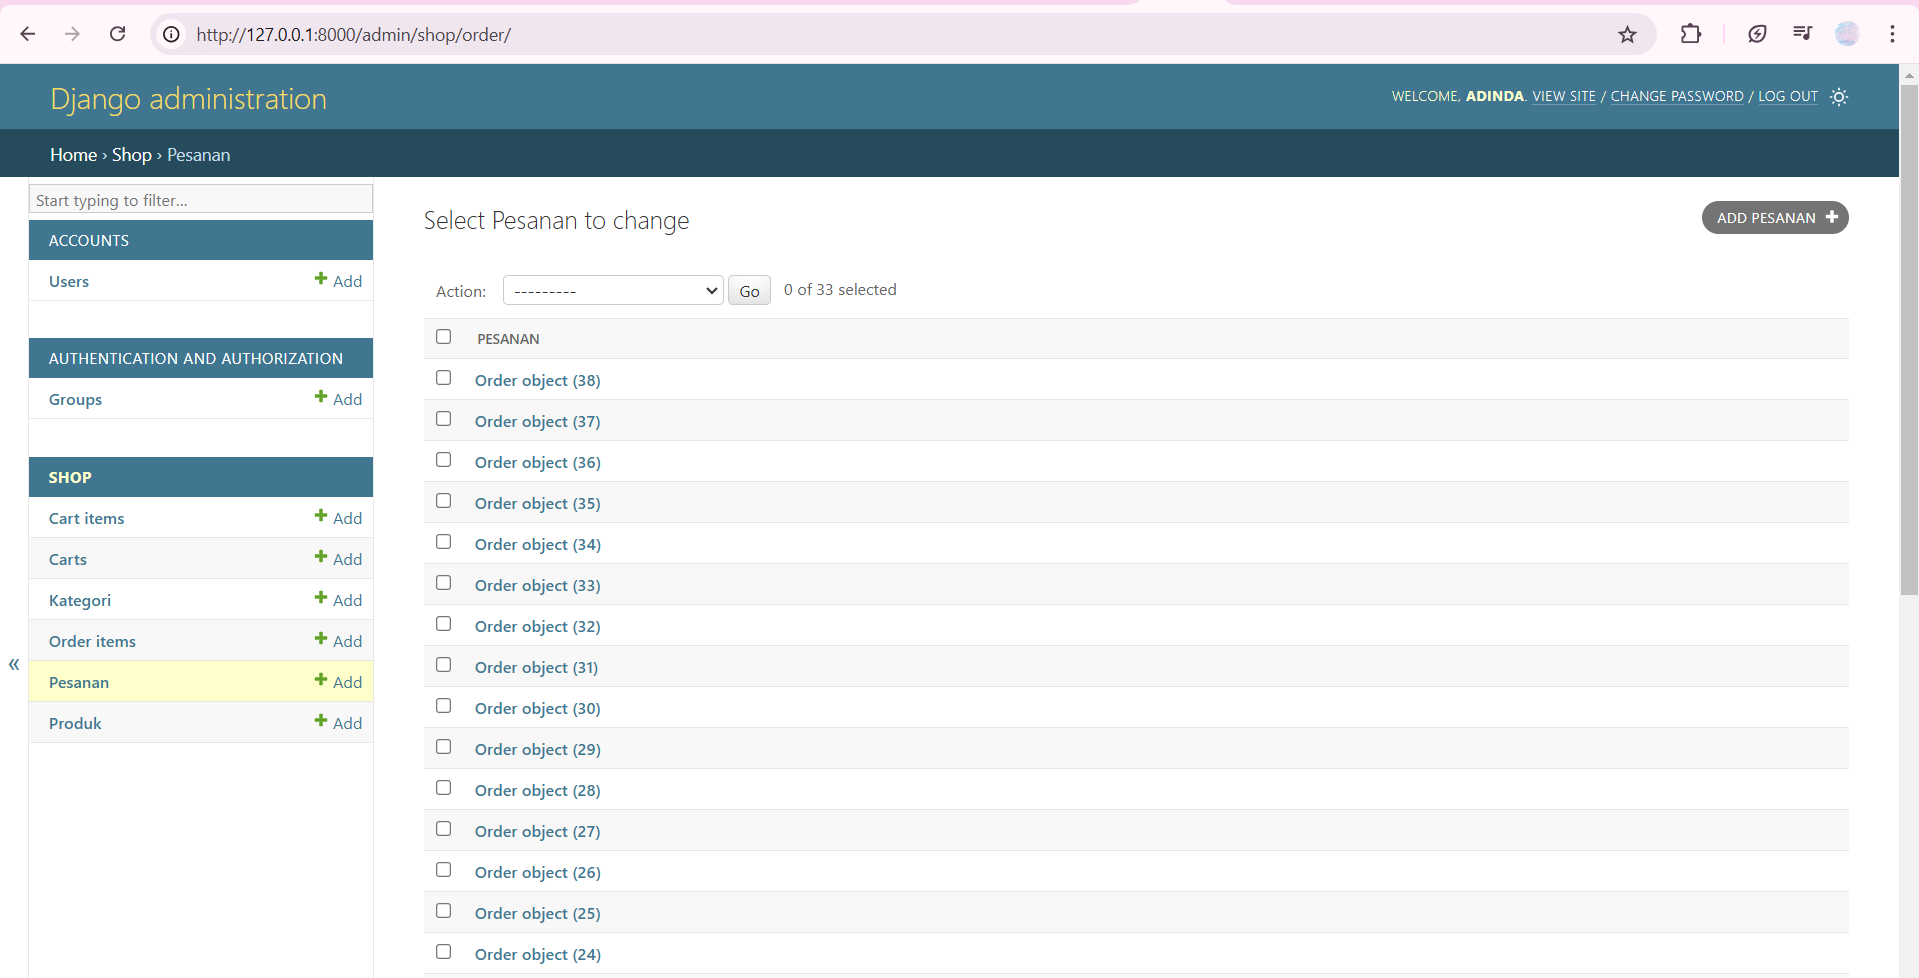 http://127.0.0.1:8000/admin/shop/order/
Django administration
WELCOME, ADINDA. VIEW SITE / CHANGE PASSWORD / LOG OUT
Home › Shop › Pesanan
Start typing to filter...
ACCOUNTS
Users Add
AUTHENTICATION AND AUTHORIZATION
Groups Add
SHOP
Cart items Add
Carts Add
Kategori Add
Order items Add
Pesanan Add
Produk Add
«
Select Pesanan to change
ADD PESANAN
Action: --------- Go 0 of 33 selected
PESANAN
Order object (38)
Order object (37)
Order object (36)
Order object (35)
Order object (34)
Order object (33)
Order object (32)
Order object (31)
Order object (30)
Order object (29)
Order object (28)
Order object (27)
Order object (26)
Order object (25)
Order object (24)